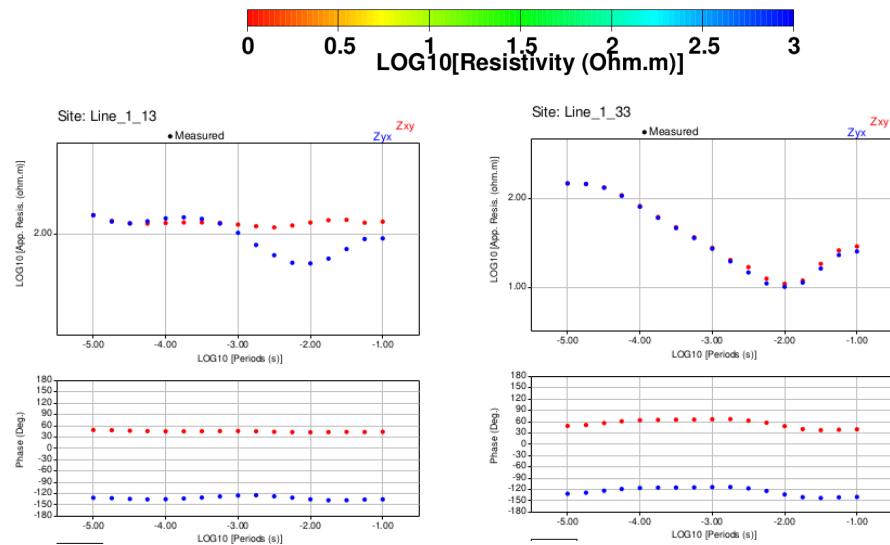 0 0.5 1 1.5 2 2.5 3
LOG10[Resistivity (Ohm.m)]
Site: Line_1_13
Measured
Zyx Zxy
LOG10 [App. Resis. (ohm.m)]
2.00
-5.00 -4.00 -3.00 -2.00 -1.00
LOG10 [Periods (s)]
Phase (Deg.)
180
150
120
90
60
30
0
-30
-60
-90
-120
-150
-180
-5.00 -4.00 -3.00 -2.00 -1.00
LOG10 [Periods (s)]
Site: Line_1_33
Measured
Zyx Zxy
LOG10 [App. Resis. (ohm.m)]
2.00
1.00
-5.00 -4.00 -3.00 -2.00 -1.00
LOG10 [Periods (s)]
Phase (Deg.)
180
150
120
90
60
30
0
-30
-60
-90
-120
-150
-180
-5.00 -4.00 -3.00 -2.00 -1.00
LOG10 [Periods (s)]